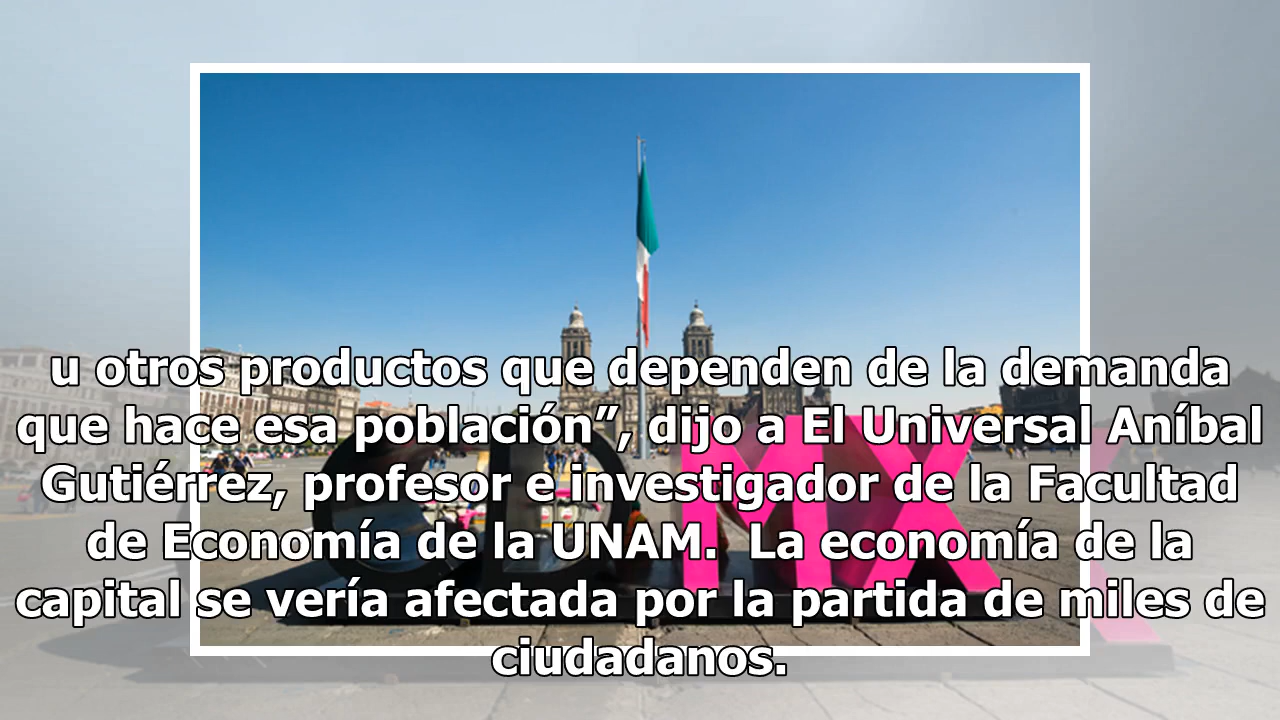 u otros productos que dependen de la demanda
que hace esa población”, dijo a El Universal Aníbal
Gutiérrez, profesor e investigador de la Facultad
de Economía de la UNAM.  La economía de la
capital se vería afectada por la partida de miles de
ciudadanos.
CDMX